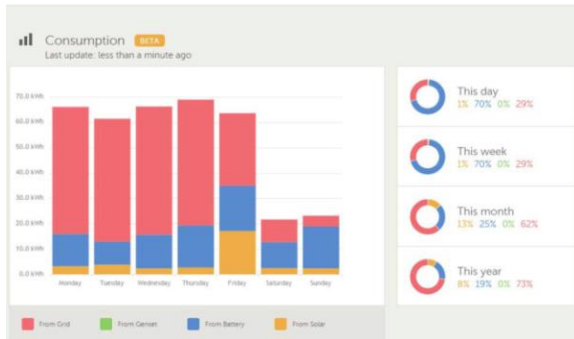 Consumption BETA
Last update: less than a minute ago
70.0 kWh
60.0 kWh
50.0 kWh
40.0 kWh
30.0 kWh
20.0 kWh
10.0 kWh
0.0 kWh
Monday Tuesday Wednesday Thursday Friday Saturday Sunday
From Grid From Genset From Battery From Solar
This day
1% 70% 0% 29%
This week
1% 70% 0% 29%
This month
13% 25% 0% 62%
This year
8% 19% 0% 73%